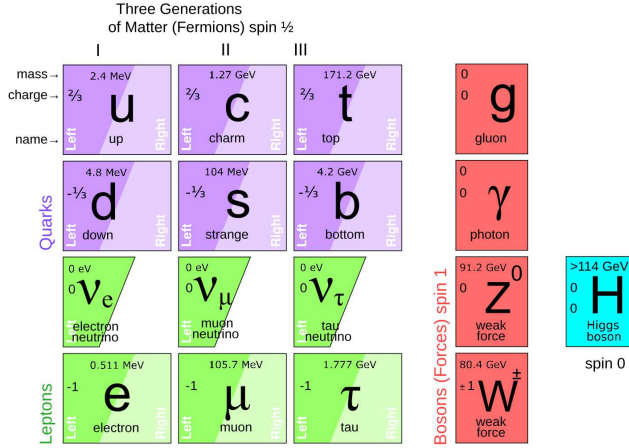 Three Generations
of Matter (Fermions) spin ½
I II III
mass→
charge→
name→
2.4 MeV
⅔
u
Left
up
Right
1.27 GeV
⅔
c
Left
charm
Right
171.2 GeV
⅔
t
Left
top
Right
0
0
g
gluon
Quarks
4.8 MeV
-⅓
d
Left
down
Right
104 MeV
-⅓
s
Left
strange
Right
4.2 GeV
-⅓
b
Left
bottom
Right
0
0
γ
photon
0 eV
0
νe
Left
electron
neutrino
0 eV
0
νμ
Left
muon
neutrino
0 eV
0
ντ
Left
tau
neutrino
Bosons (Forces) spin 1
91.2 GeV
0
Z0
weak
force
>114 GeV
0
0
H
Higgs
boson
spin 0
Leptons
0.511 MeV
-1
e
Left
electron
Right
105.7 MeV
-1
μ
Left
muon
Right
1.777 GeV
-1
τ
Left
tau
Right
80.4 GeV
±1
W±
weak
force